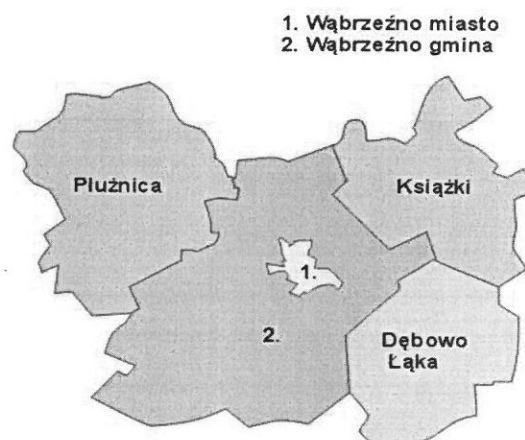 1. Wąbrzeźno miasto
2. Wąbrzeźno gmina
Płużnica
Książki
1.
2.
Dębowo
Łąka